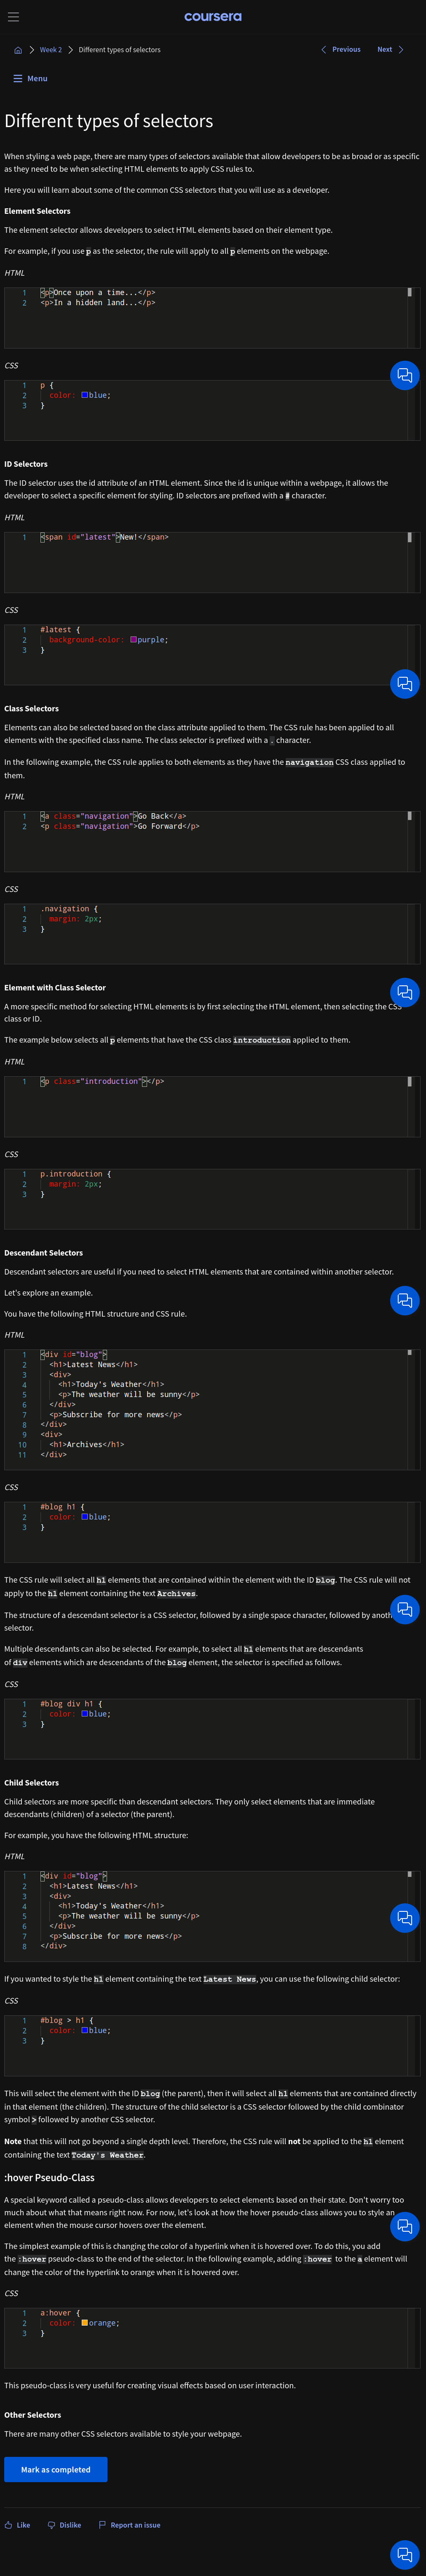 coursera
Week 2
Different types of selectors
Previous
Next
Menu
Different types of selectors
When styling a web page, there are many types of selectors available that allow developers to be as broad or as specific
as they need to be when selecting HTML elements to apply CSS rules to.
Here you will learn about some of the common CSS selectors that you will use as a developer.
Element Selectors
The element selector allows developers to select HTML elements based on their element type.
For example, if you use p as the selector, the rule will apply to all p elements on the webpage.
HTML
1 <p>Once upon a time...</p>
2 <p>In a hidden land...</p>
CSS
1 p {
2 color: blue;
3 }
ID Selectors
The ID selector uses the id attribute of an HTML element. Since the id is unique within a webpage, it allows the
developer to select a specific element for styling. ID selectors are prefixed with a # character.
HTML
1 <span id="latest">New!</span>
CSS
1 #latest {
2 background-color: purple;
3 }
Class Selectors
Elements can also be selected based on the class attribute applied to them. The CSS rule has been applied to all
elements with the specified class name. The class selector is prefixed with a . character.
In the following example, the CSS rule applies to both elements as they have the navigation CSS class applied to
them.
HTML
1 <a class="navigation">Go Back</a>
2 <p class="navigation">Go Forward</p>
CSS
1 .navigation {
2 margin: 2px;
3 }
Element with Class Selector
A more specific method for selecting HTML elements is by first selecting the HTML element, then selecting the CSS
class or ID.
The example below selects all p elements that have the CSS class introduction applied to them.
HTML
1 <p class="introduction"></p>
CSS
1 p.introduction {
2 margin: 2px;
3 }
Descendant Selectors
Descendant selectors are useful if you need to select HTML elements that are contained within another selector.
Let's explore an example.
You have the following HTML structure and CSS rule.
HTML
1 <div id="blog">
2 <h1>Latest News</h1>
3 <div>
4 <h1>Today's Weather</h1>
5 <p>The weather will be sunny</p>
6 </div>
7 <p>Subscribe for more news</p>
8 </div>
9 <div>
10 <h1>Archives</h1>
11 </div>
CSS
1 #blog h1 {
2 color: blue;
3 }
The CSS rule will select all h1 elements that are contained within the element with the ID blog. The CSS rule will not
apply to the h1 element containing the text Archives.
The structure of a descendant selector is a CSS selector, followed by a single space character, followed by anoth
selector.
Multiple descendants can also be selected. For example, to select all h1 elements that are descendants
of div elements which are descendants of the blog element, the selector is specified as follows.
CSS
1 #blog div h1 {
2 color: blue;
3 }
Child Selectors
Child selectors are more specific than descendant selectors. They only select elements that are immediate
descendants (children) of a selector (the parent).
For example, you have the following HTML structure:
HTML
1 <div id="blog">
2 <h1>Latest News</h1>
3 <div>
4 <h1>Today's Weather</h1>
5 <p>The weather will be sunny</p>
6 </div>
7 <p>Subscribe for more news</p>
8 </div>
If you wanted to style the h1 element containing the text Latest News, you can use the following child selector:
CSS
1 #blog > h1 {
2 color: blue;
3 }
This will select the element with the ID blog (the parent), then it will select all h1 elements that are contained directly
in that element (the children). The structure of the child selector is a CSS selector followed by the child combinator
symbol > followed by another CSS selector.
Note that this will not go beyond a single depth level. Therefore, the CSS rule will not be applied to the h1 element
containing the text Today's Weather.
:hover Pseudo-Class
A special keyword called a pseudo-class allows developers to select elements based on their state. Don't worry too
much about what that means right now. For now, let's look at how the hover pseudo-class allows you to style an
element when the mouse cursor hovers over the element.
The simplest example of this is changing the color of a hyperlink when it is hovered over. To do this, you add
the :hover pseudo-class to the end of the selector. In the following example, adding :hover to the a element will
change the color of the hyperlink to orange when it is hovered over.
CSS
1 a:hover {
2 color: orange;
3 }
This pseudo-class is very useful for creating visual effects based on user interaction.
Other Selectors
There are many other CSS selectors available to style your webpage.
Mark as completed
Like
Dislike
Report an issue